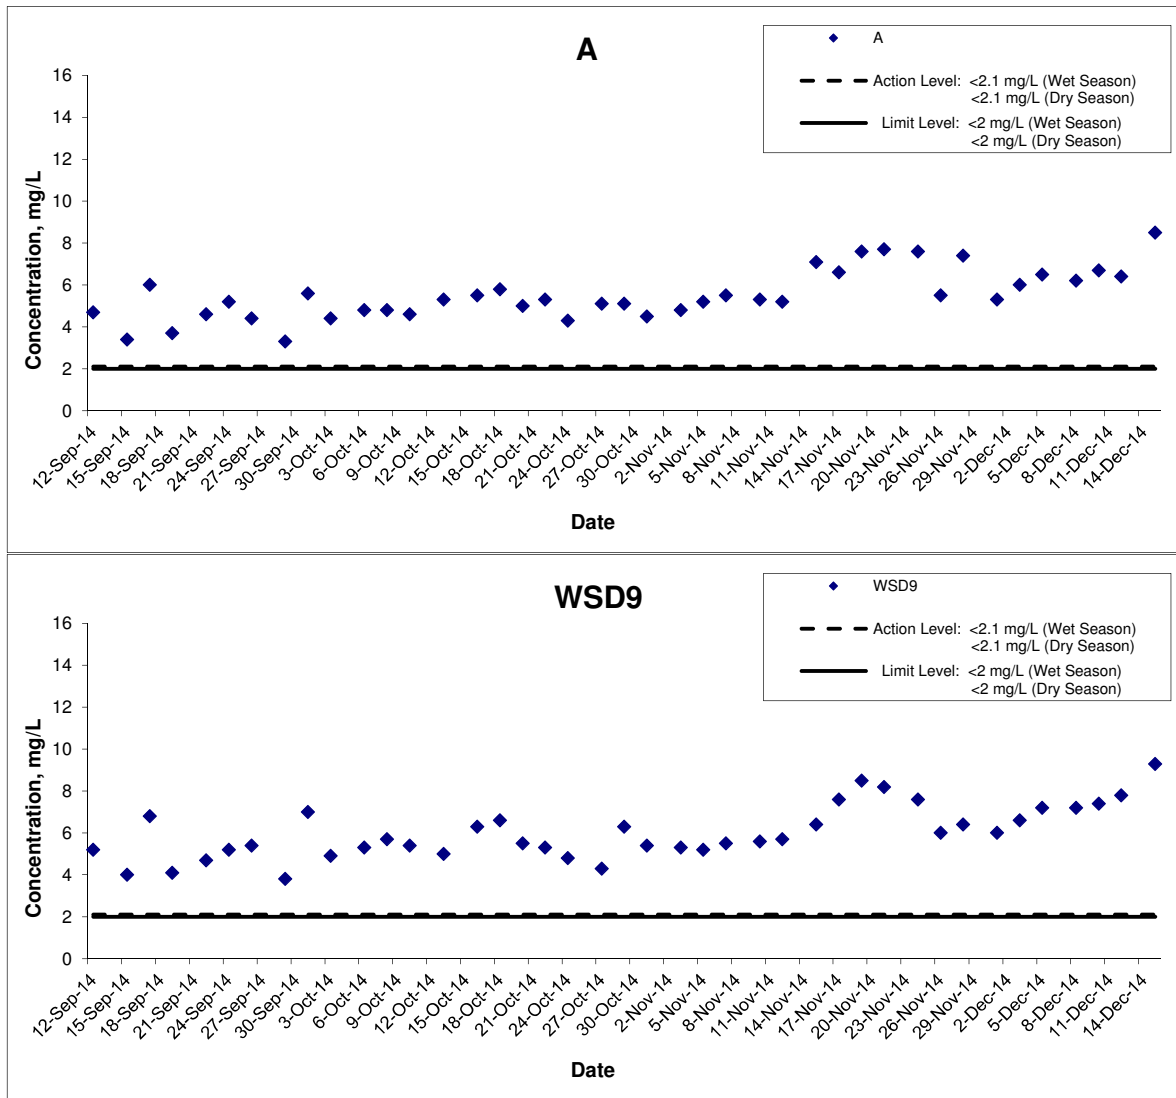 A
A
Action Level: <2.1 mg/L (Wet Season)
<2.1 mg/L (Dry Season)
Limit Level: <2 mg/L (Wet Season)
<2 mg/L (Dry Season)
Concentration, mg/L
16
14
12
10
8
6
4
2
0
12-Sep-14
15-Sep-14
18-Sep-14
21-Sep-14
24-Sep-14
27-Sep-14
30-Sep-14
3-Oct-14
6-Oct-14
9-Oct-14
12-Oct-14
15-Oct-14
18-Oct-14
21-Oct-14
24-Oct-14
27-Oct-14
30-Oct-14
2-Nov-14
5-Nov-14
8-Nov-14
11-Nov-14
14-Nov-14
17-Nov-14
20-Nov-14
23-Nov-14
26-Nov-14
29-Nov-14
2-Dec-14
5-Dec-14
8-Dec-14
11-Dec-14
14-Dec-14
Date
WSD9
WSD9
Action Level: <2.1 mg/L (Wet Season)
<2.1 mg/L (Dry Season)
Limit Level: <2 mg/L (Wet Season)
<2 mg/L (Dry Season)
Concentration, mg/L
16
14
12
10
8
6
4
2
0
12-Sep-14
15-Sep-14
18-Sep-14
21-Sep-14
24-Sep-14
27-Sep-14
30-Sep-14
3-Oct-14
6-Oct-14
9-Oct-14
12-Oct-14
15-Oct-14
18-Oct-14
21-Oct-14
24-Oct-14
27-Oct-14
30-Oct-14
2-Nov-14
5-Nov-14
8-Nov-14
11-Nov-14
14-Nov-14
17-Nov-14
20-Nov-14
23-Nov-14
26-Nov-14
29-Nov-14
2-Dec-14
5-Dec-14
8-Dec-14
11-Dec-14
14-Dec-14
Date